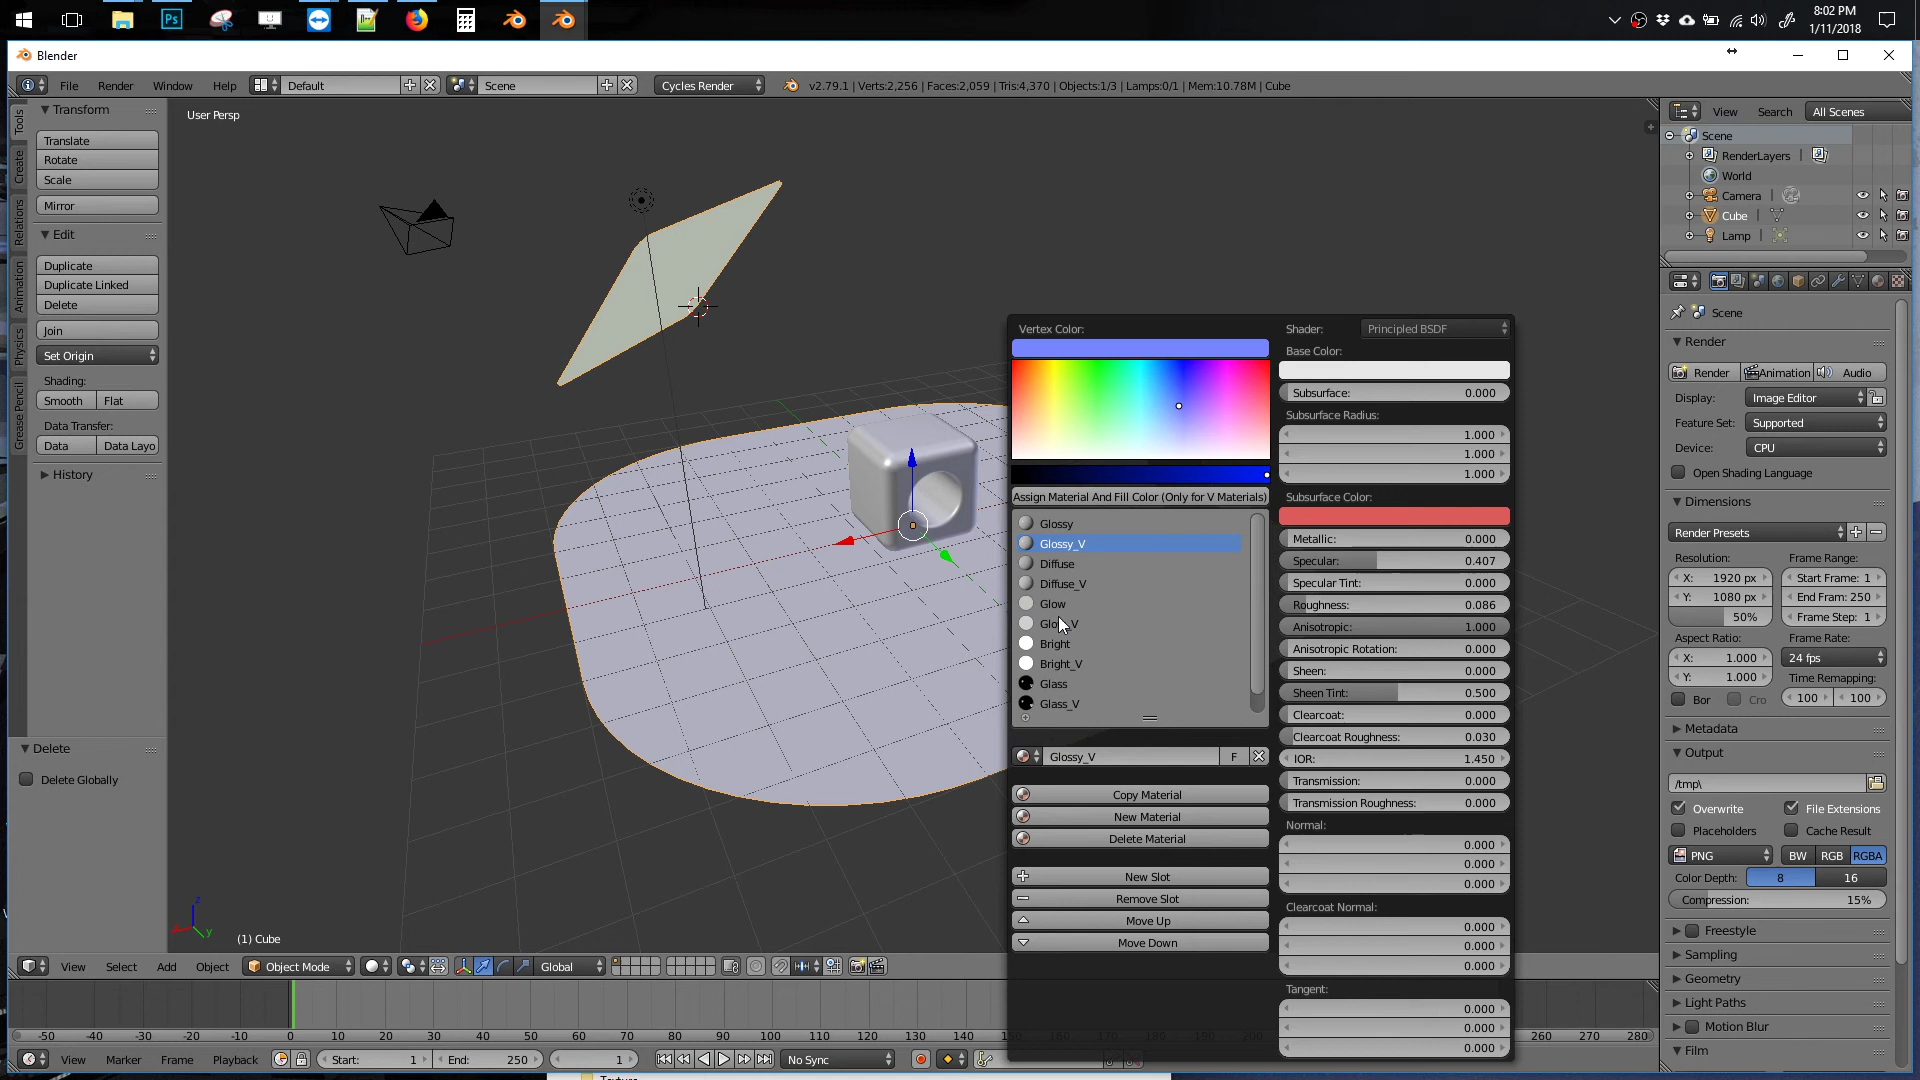 8:02 PM
1/11/2018
Blender
File Render Window Help Default Scene Cycles Render v2.79.1 | Verts:2,256 | Faces:2,059 | Tris:4,370 | Objects:1/3 | Lamps:0/1 | Mem:10.78M | Cube
Tools
Create
Relations
Animation
Physics
Grease Pencil
Transform
Translate
Rotate
Scale
Mirror
Edit
Duplicate
Duplicate Linked
Delete
Join
Set Origin
Shading:
Smooth Flat
Data Transfer:
Data Data Layo
History
Delete
Delete Globally
User Persp
(1) Cube
Vertex Color:
Assign Material And Fill Color (Only for V Materials)
Glossy
Glossy_V
Diffuse
Diffuse_V
Glow
Bright
Bright_V
Glass
Glass_V
Glossy_V F
Copy Material
New Material
Delete Material
New Slot
Remove Slot
Move Up
Move Down
Shader: Principled BSDF
Base Color:
Subsurface: 0.000
Subsurface Radius:
1.000
1.000
1.000
Subsurface Color:
Metallic: 0.000
Specular: 0.407
Specular Tint: 0.000
Roughness: 0.086
Anisotropic: 1.000
Anisotropic Rotation: 0.000
Sheen: 0.000
Sheen Tint: 0.500
Clearcoat: 0.000
Clearcoat Roughness: 0.030
IOR: 1.450
Transmission: 0.000
Transmission Roughness: 0.000
Normal:
0.000
0.000
0.000
Clearcoat Normal:
0.000
0.000
0.000
Tangent:
0.000
0.000
0.000
View Search All Scenes
Scene
RenderLayers |
World
Camera |
Cube |
Lamp |
Scene
Render
Render Animation Audio
Display: Image Editor
Feature Set: Supported
Device: CPU
Open Shading Language
Dimensions
Render Presets
Resolution: Frame Range:
X: 1920 px Start Frame: 1
Y: 1080 px End Fram: 250
50% Frame Step: 1
Aspect Ratio: Frame Rate:
X: 1.000 24 fps
Y: 1.000 Time Remapping:
Bor Cro 100 100
Metadata
Output
/tmp\
Overwrite File Extensions
Placeholders Cache Result
PNG BW RGB RGBA
Color Depth: 8 16
Compression: 15%
Freestyle
Sampling
Geometry
Light Paths
Motion Blur
Film
View Select Add Object Object Mode Global
-50 -40 -30 -20 -10 0 10 20 30 40 50 60 70 80 90 100 110 120 130 140 260 270 280
View Marker Frame Playback Start: 1 End: 250 1 No Sync